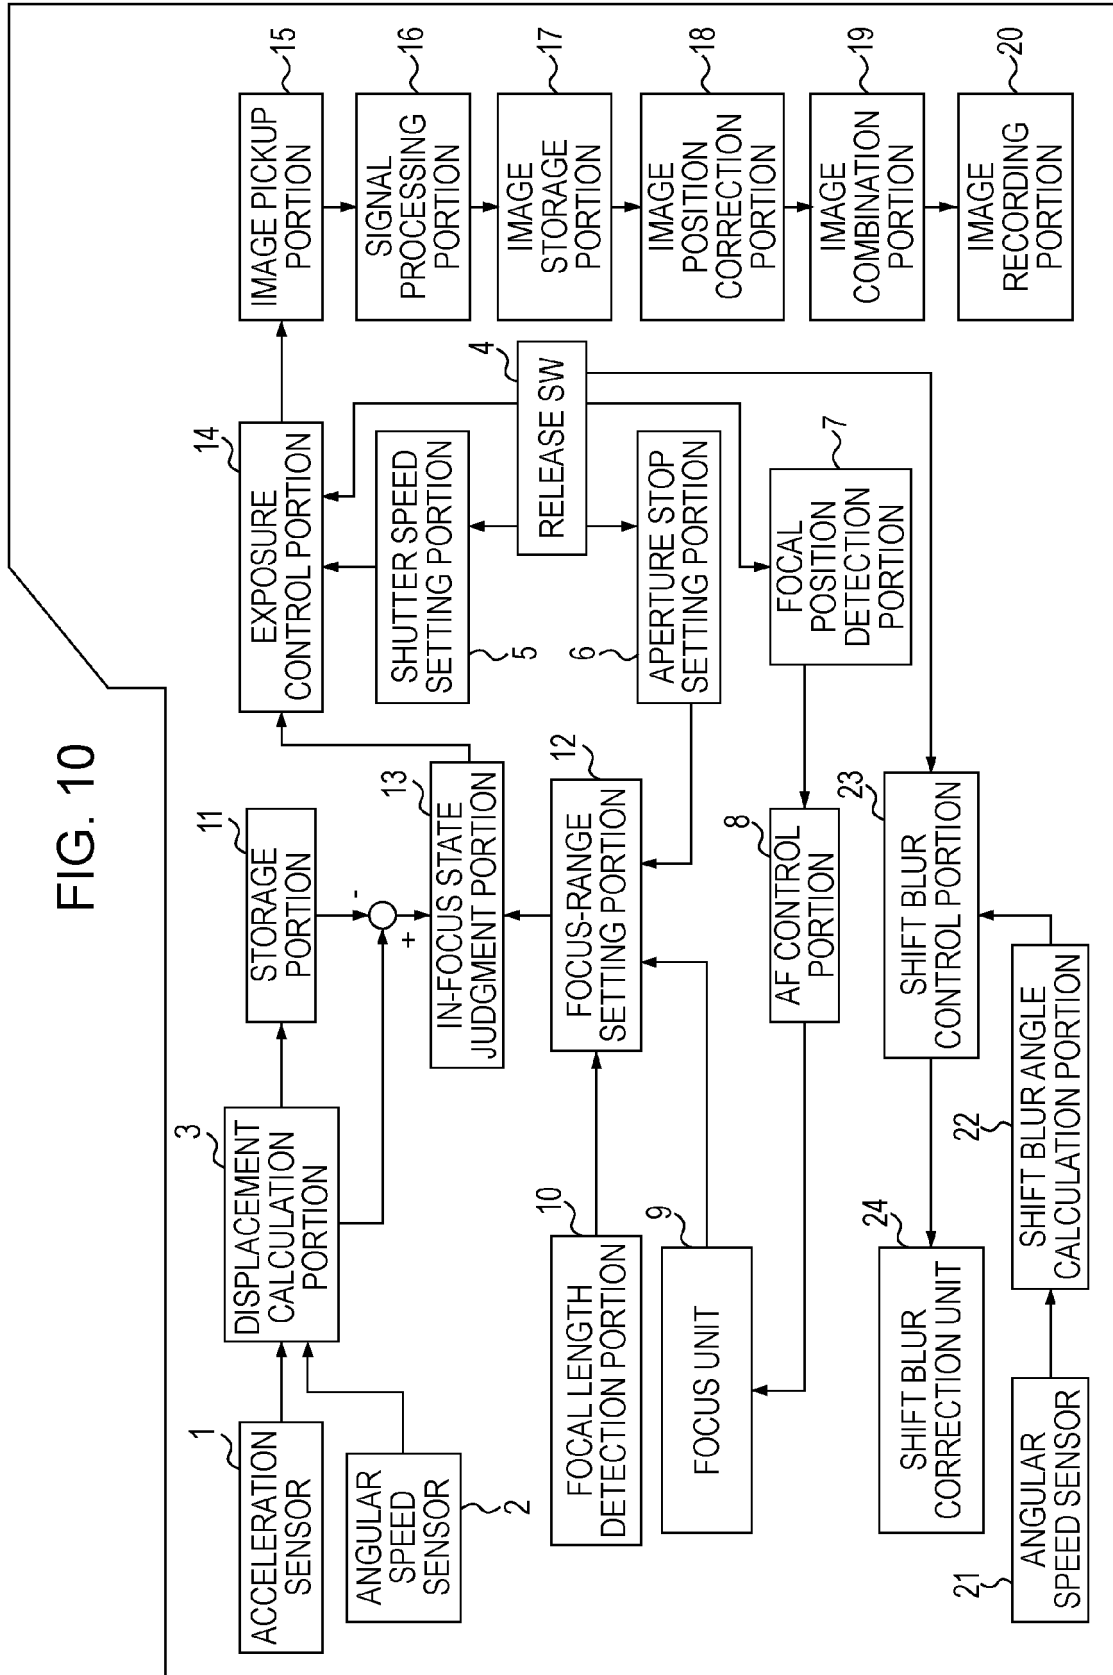 FIG. 10
1
ACCELERATION
SENSOR
ANGULAR
SPEED
SENSOR
2
3
DISPLACEMENT
CALCULATION
PORTION
11
STORAGE
PORTION
-
+
13
IN-FOCUS STATE
JUDGMENT PORTION
14
EXPOSURE
CONTROL PORTION
SHUTTER SPEED
SETTING PORTION
5
4
RELEASE SW
6
APERTURE STOP
SETTING PORTION
7
FOCAL
POSITION
DETECTION
PORTION
12
FOCUS-RANGE
SETTING PORTION
10
FOCAL LENGTH
DETECTION PORTION
9
FOCUS UNIT
8
AF CONTROL
PORTION
23
SHIFT BLUR
CONTROL PORTION
24
SHIFT BLUR
CORRECTION UNIT
21
ANGULAR
SPEED SENSOR
22
SHIFT BLUR ANGLE
CALCULATION PORTION
15
IMAGE PICKUP
PORTION
16
SIGNAL
PROCESSING
PORTION
17
IMAGE
STORAGE
PORTION
18
IMAGE
POSITION
CORRECTION
PORTION
19
IMAGE
COMBINATION
PORTION
20
IMAGE
RECORDING
PORTION